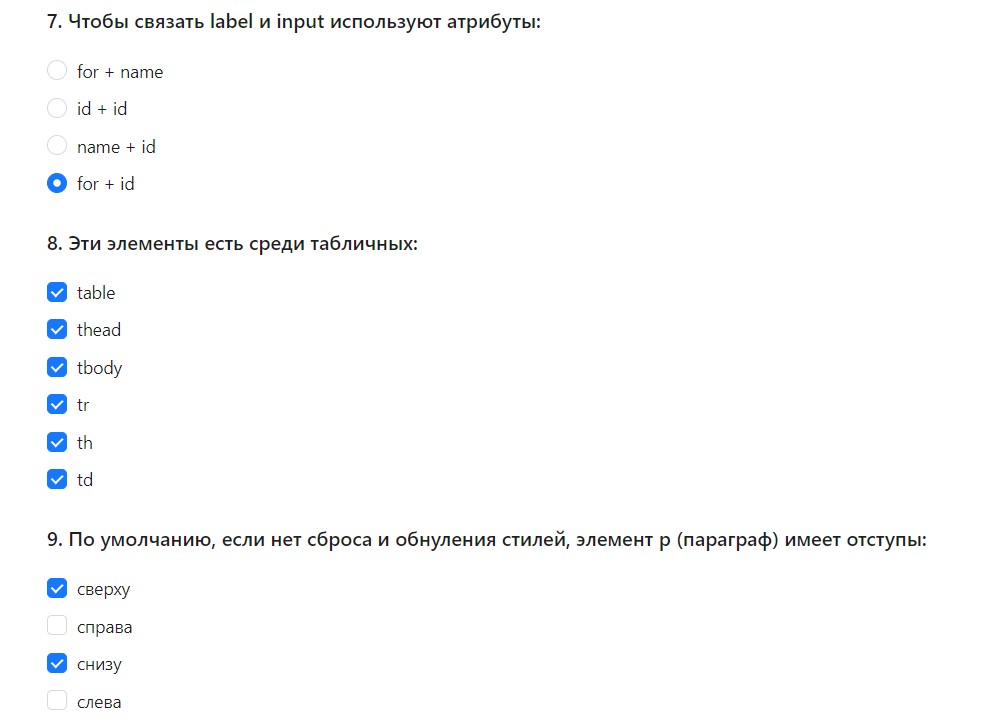 7. Чтобы связать label и input используют атрибуты:
for + name
id + id
name + id
for + id
8. Эти элементы есть среди табличных:
table
thead
tbody
tr
th
td
9. По умолчанию, если нет сброса и обнуления стилей, элемент p (параграф) имеет отступы:
сверху
справа
снизу
слева